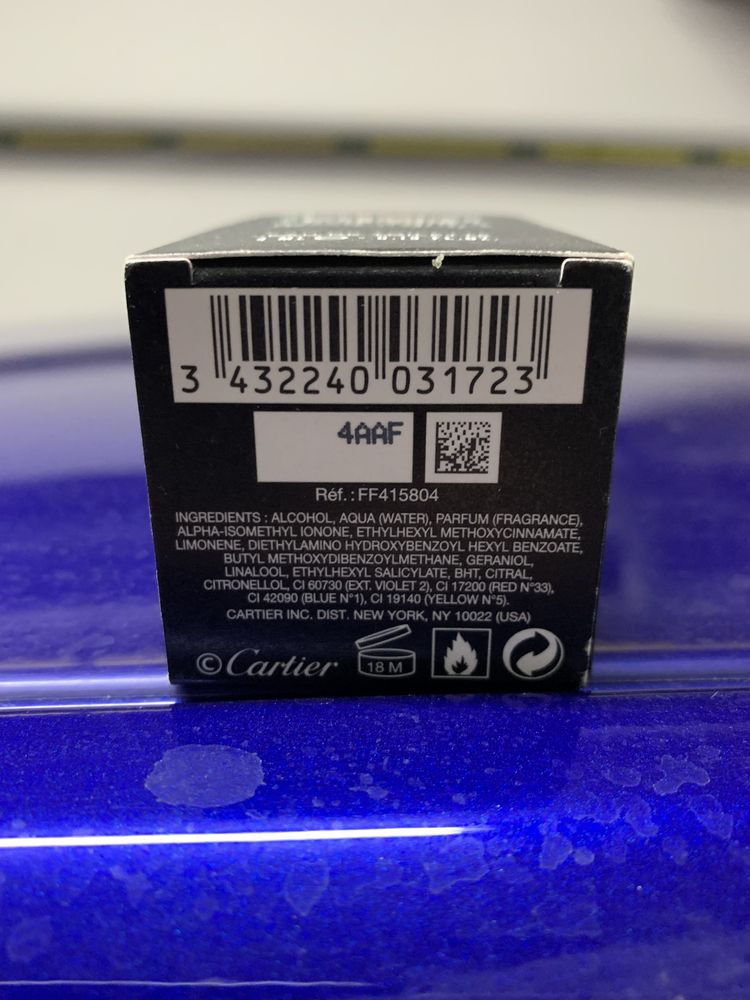 3 432240 031723
4AAF
Réf. : FF415804
INGREDIENTS : ALCOHOL, AQUA (WATER), PARFUM (FRAGRANCE),
ALPHA-ISOMETHYL IONONE, ETHYLHEXYL METHOXYCINNAMATE,
LIMONENE, DIETHYLAMINO HYDROXYBENZOYL HEXYL BENZOATE,
BUTYL METHOXYDIBENZOYLMETHANE, GERANIOL,
LINALOOL, ETHYLHEXYL SALICYLATE, BHT, CITRAL,
CITRONELLOL, CI 60730 (EXT. VIOLET 2), CI 17200 (RED N°33),
CI 42090 (BLUE N°1), CI 19140 (YELLOW N°5).
CARTIER INC. DIST. NEW YORK, NY 10022 (USA)
© Cartier 18 M